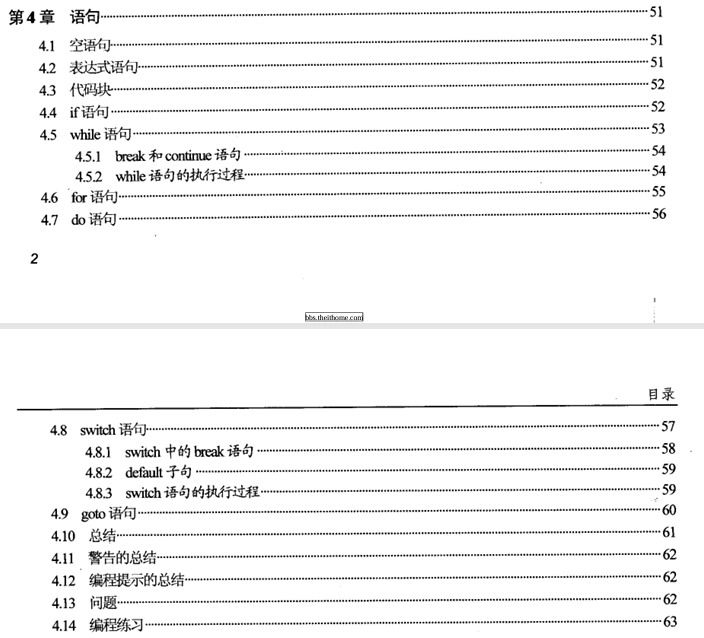 第4章 语句 51
4.1 空语句 51
4.2 表达式语句 51
4.3 代码块 52
4.4 if 语句 52
4.5 while 语句 53
4.5.1 break 和 continue 语句 54
4.5.2 while 语句的执行过程 54
4.6 for 语句 55
4.7 do 语句 56
2
bbs.theithome.com
目录
4.8 switch 语句 57
4.8.1 switch 中的 break 语句 58
4.8.2 default 子句 59
4.8.3 switch 语句的执行过程 59
4.9 goto 语句 60
4.10 总结 61
4.11 警告的总结 62
4.12 编程提示的总结 62
4.13 问题 62
4.14 编程练习 63